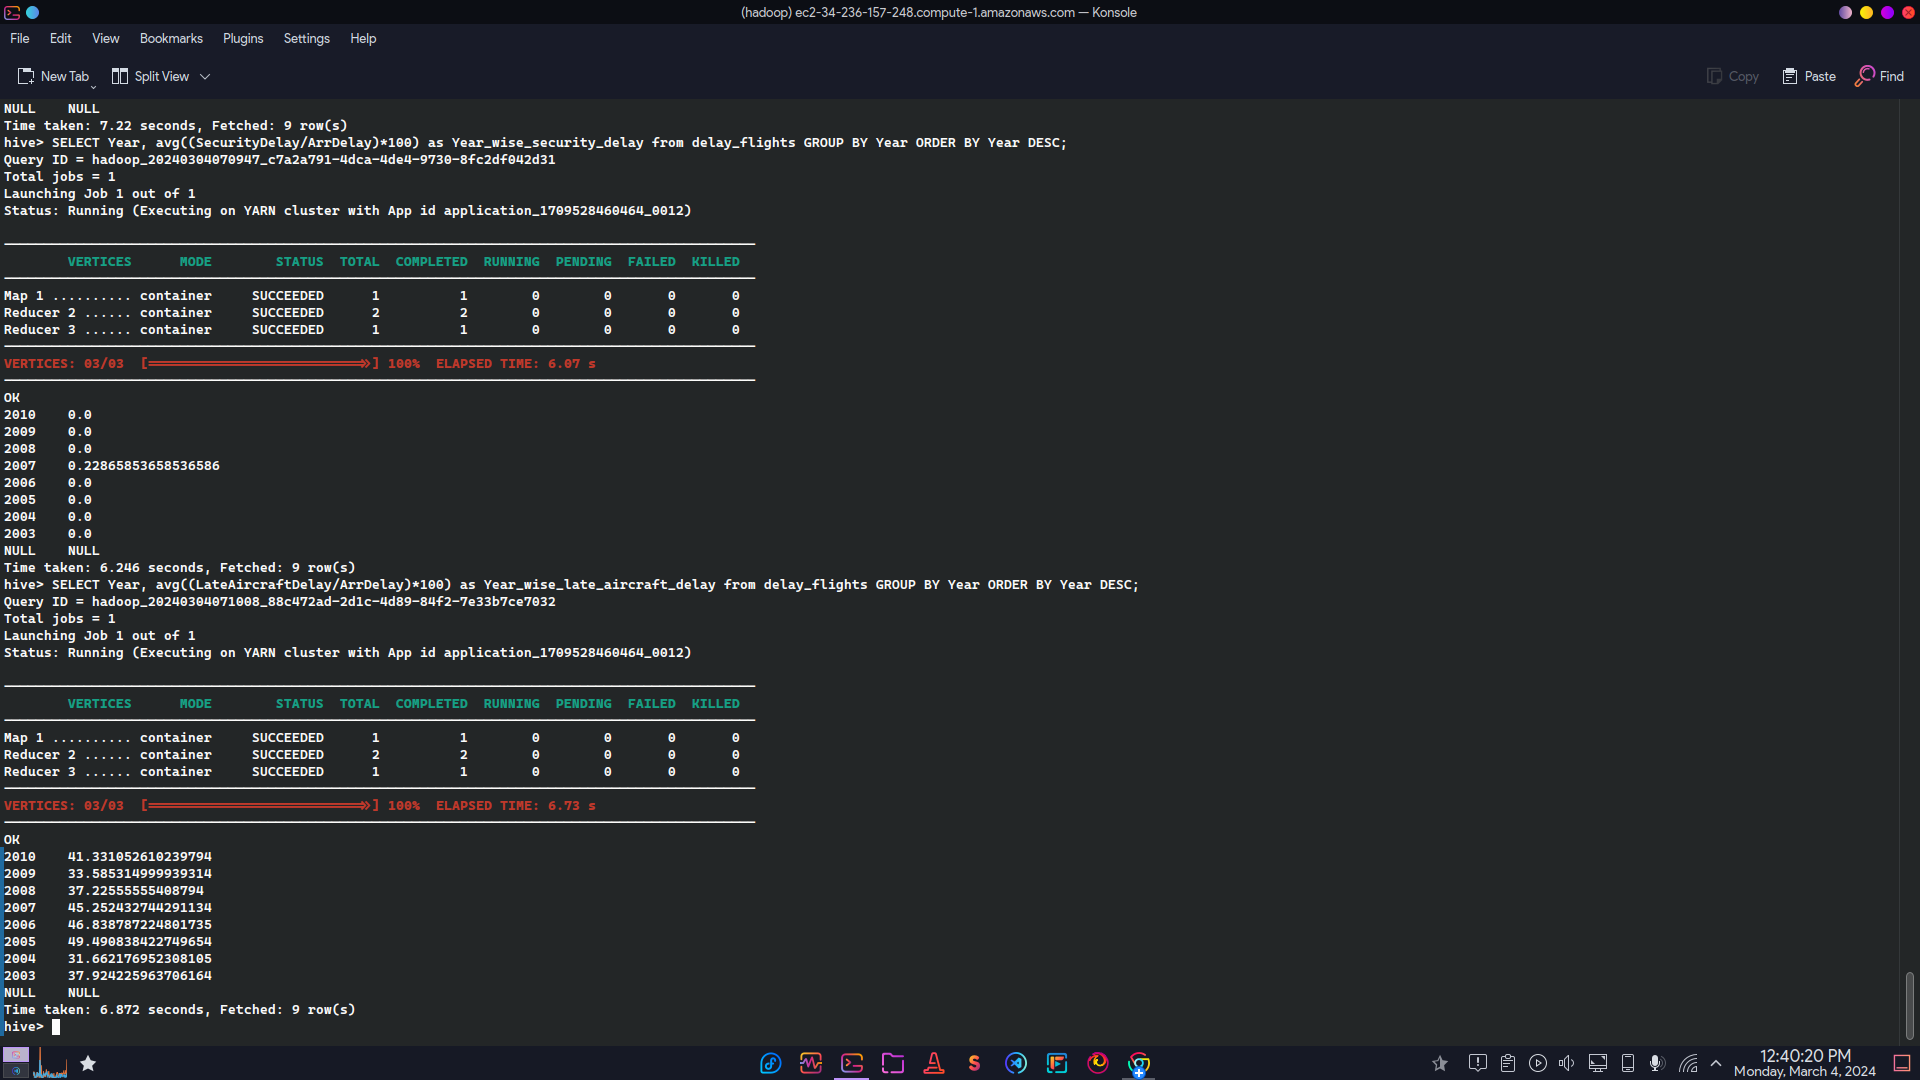 (hadoop) ec2-34-236-157-248.compute-1.amazonaws.com — Konsole
File Edit View Bookmarks Plugins Settings Help
New Tab Split View Copy Paste Find
NULL    NULL
Time taken: 7.22 seconds, Fetched: 9 row(s)
hive> SELECT Year, avg((SecurityDelay/ArrDelay)*100) as Year_wise_security_delay from delay_flights GROUP BY Year ORDER BY Year DESC;
Query ID = hadoop_20240304070947_c7a2a791-4dca-4de4-9730-8fc2df042d31
Total jobs = 1
Launching Job 1 out of 1
Status: Running (Executing on YARN cluster with App id application_1709528460464_0012)
VERTICES      MODE        STATUS  TOTAL  COMPLETED  RUNNING  PENDING  FAILED  KILLED
Map 1 .......... container     SUCCEEDED      1          1        0        0       0       0
Reducer 2 ...... container     SUCCEEDED      2          2        0        0       0       0
Reducer 3 ...... container     SUCCEEDED      1          1        0        0       0       0
VERTICES: 03/03  [==========================>>] 100%  ELAPSED TIME: 6.07 s
OK
2010    0.0
2009    0.0
2008    0.0
2007    0.22865853658536586
2006    0.0
2005    0.0
2004    0.0
2003    0.0
NULL    NULL
Time taken: 6.246 seconds, Fetched: 9 row(s)
hive> SELECT Year, avg((LateAircraftDelay/ArrDelay)*100) as Year_wise_late_aircraft_delay from delay_flights GROUP BY Year ORDER BY Year DESC;
Query ID = hadoop_20240304071008_88c472ad-2d1c-4d89-84f2-7e33b7ce7032
Total jobs = 1
Launching Job 1 out of 1
Status: Running (Executing on YARN cluster with App id application_1709528460464_0012)
VERTICES      MODE        STATUS  TOTAL  COMPLETED  RUNNING  PENDING  FAILED  KILLED
Map 1 .......... container     SUCCEEDED      1          1        0        0       0       0
Reducer 2 ...... container     SUCCEEDED      2          2        0        0       0       0
Reducer 3 ...... container     SUCCEEDED      1          1        0        0       0       0
VERTICES: 03/03  [==========================>>] 100%  ELAPSED TIME: 6.73 s
OK
2010    41.331052610239794
2009    33.585314999939314
2008    37.22555555408794
2007    45.252432744291134
2006    46.838787224801735
2005    49.490838422749654
2004    31.662176952308105
2003    37.924225963706164
NULL    NULL
Time taken: 6.872 seconds, Fetched: 9 row(s)
hive>
12:40:20 PM
Monday, March 4, 2024